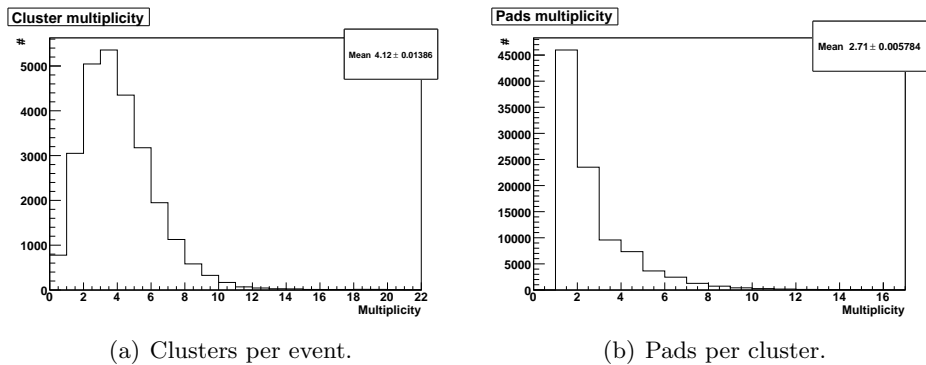 Cluster multiplicity
#
Mean 4.12 ± 0.01386
5000
4000
3000
2000
1000
0
0 2 4 6 8 10 12 14 16 18 20 22
Multiplicity
(a) Clusters per event.
Pads multiplicity
#
Mean 2.71 ± 0.005784
45000
40000
35000
30000
25000
20000
15000
10000
5000
0
0 2 4 6 8 10 12 14 16
Multiplicity
(b) Pads per cluster.